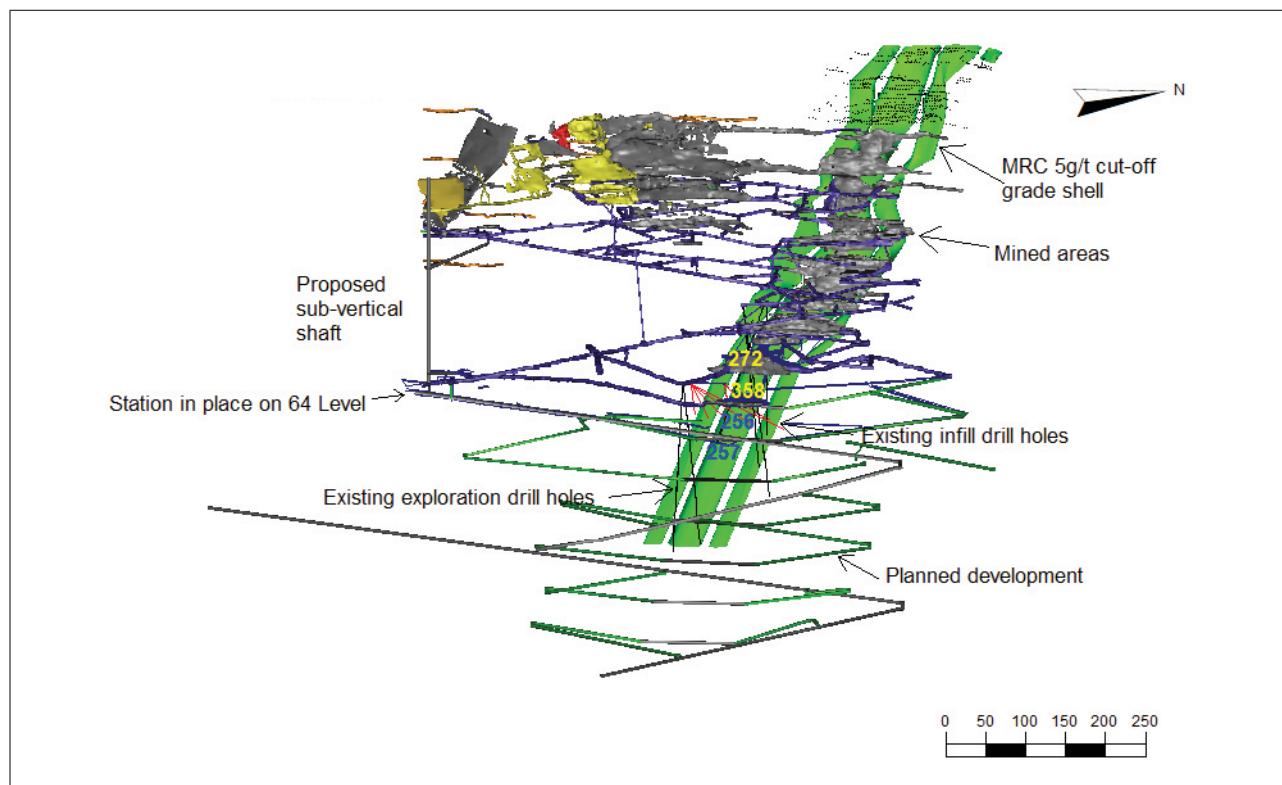 N
MRC 5g/t cut-off
grade shell
Mined areas
Proposed
sub-vertical
shaft
272
358
Station in place on 64 Level
256
Existing infill drill holes
257
Existing exploration drill holes
Planned development
0 50 100 150 200 250